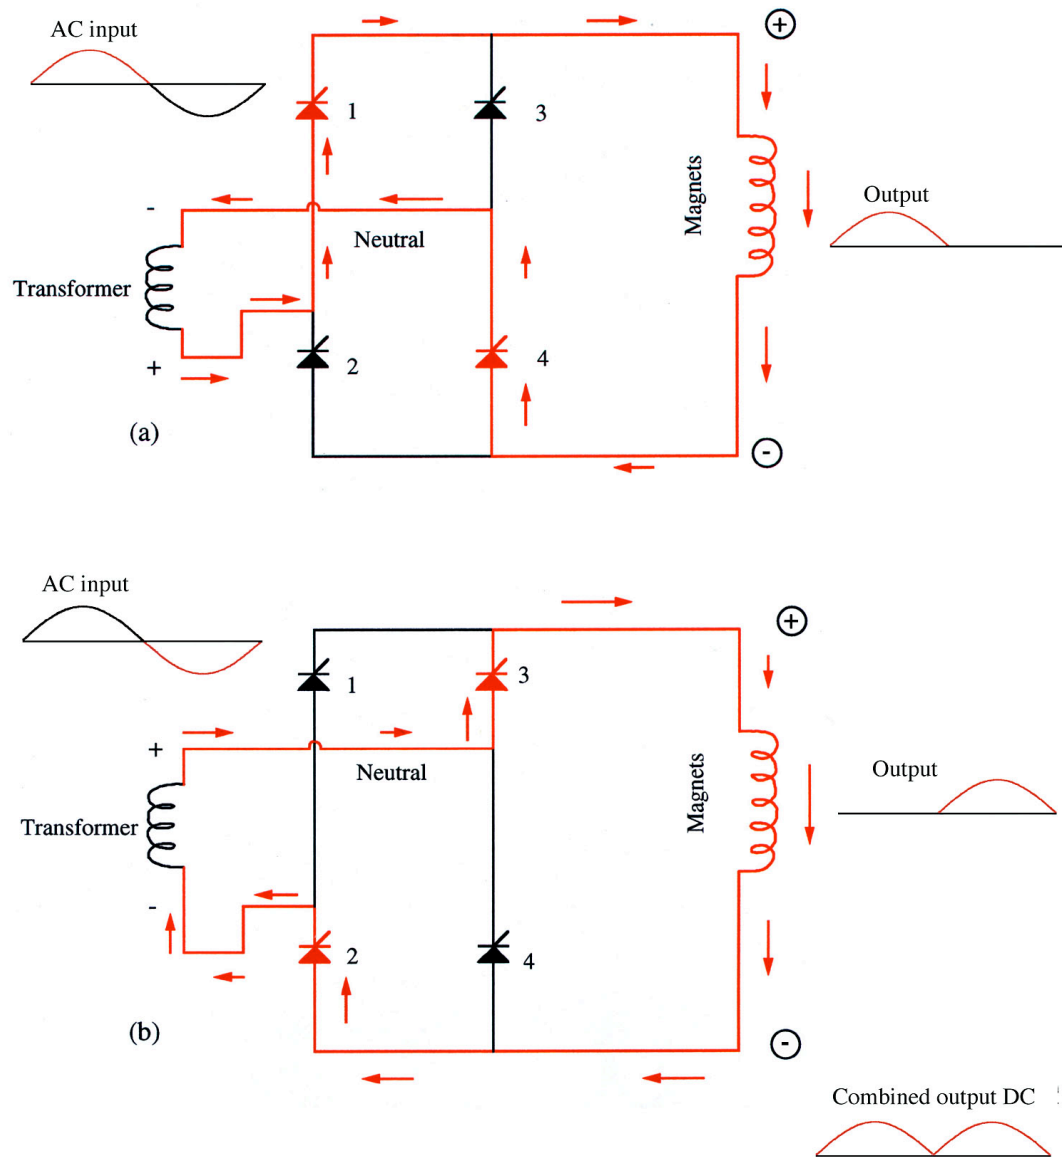 AC input
+
1
3
-
Magnets
Output
Neutral
Transformer
+
2
4
(a)
-
AC input
+
1
3
+
Neutral
Magnets
Output
Transformer
-
2
4
(b)
-
Combined output DC